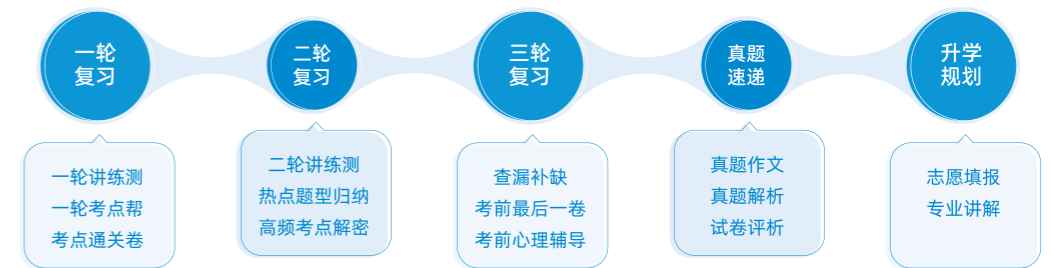 一轮
复习
二轮
复习
三轮
复习
真题
速递
升学
规划
一轮讲练测
一轮考点帮
考点通关卷
二轮讲练测
热点题型归纳
高频考点解密
查漏补缺
考前最后一卷
考前心理辅导
真题作文
真题解析
试卷评析
志愿填报
专业讲解